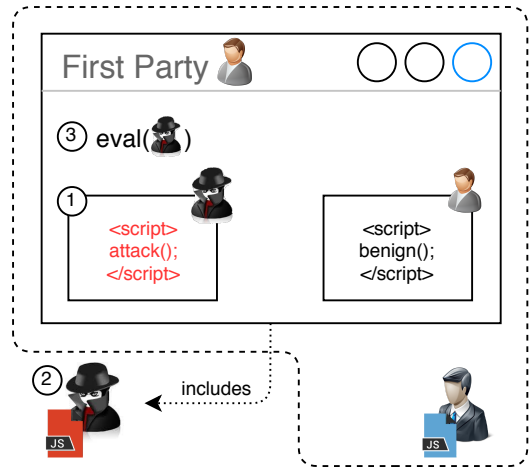 First Party
3 eval( )
1
<script>
attack();
</script>
<script>
benign();
</script>
2
includes
JS
JS